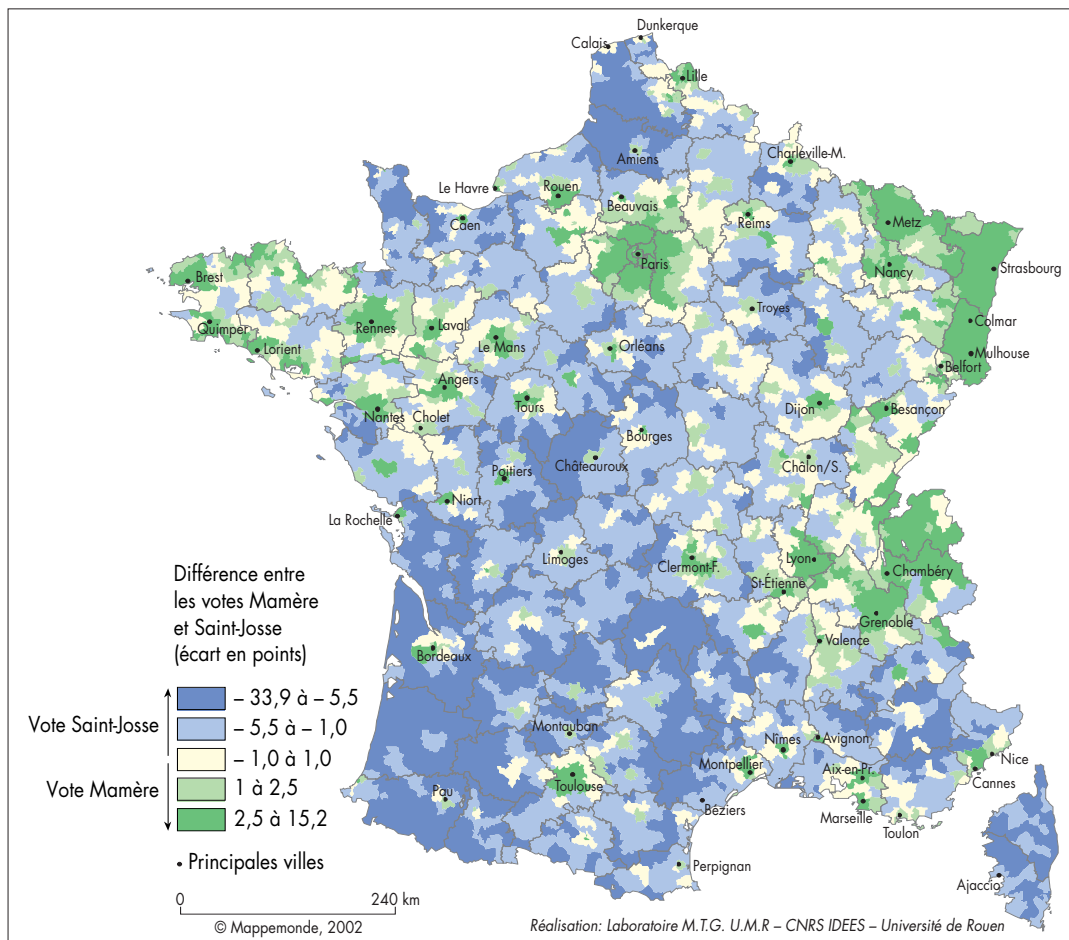 Dunkerque
Calais
Lille
Amiens
Charleville-M.
Le Havre
Rouen
Beauvais
Reims
Metz
Caen
Paris
Nancy
Strasbourg
Brest
Troyes
Quimper
Rennes
Laval
Colmar
Lorient
Le Mans
Orléans
Mulhouse
Belfort
Angers
Tours
Dijon
Besançon
Nantes
Cholet
Bourges
Châteauroux
Châlon/S.
Poitiers
Niort
La Rochelle
Limoges
Clermont-F.
Lyon
Chambéry
St-Étienne
Grenoble
Valence
Bordeaux
Montauban
Nîmes
Avignon
Nice
Montpellier
Aix-en-Pr.
Cannes
Toulouse
Pau
Béziers
Marseille
Toulon
Perpignan
Ajaccio
Différence entre
les votes Mamère
et Saint-Josse
(écart en points)
Vote Saint-Josse
– 33,9 à – 5,5
– 5,5 à – 1,0
– 1,0 à 1,0
Vote Mamère
1 à 2,5
2,5 à 15,2
Principales villes
0 240 km
© Mappemonde, 2002
Réalisation: Laboratoire M.T.G. U.M.R – CNRS IDEES – Université de Rouen